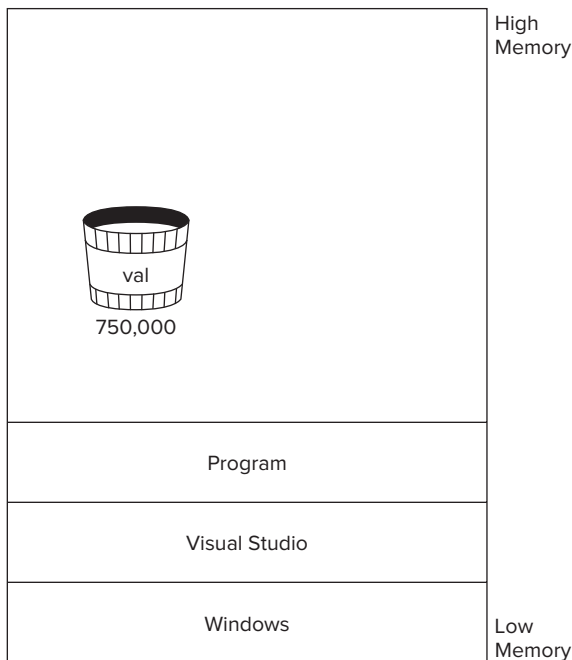 High
Memory
val
750,000
Program
Visual Studio
Windows
Low
Memory